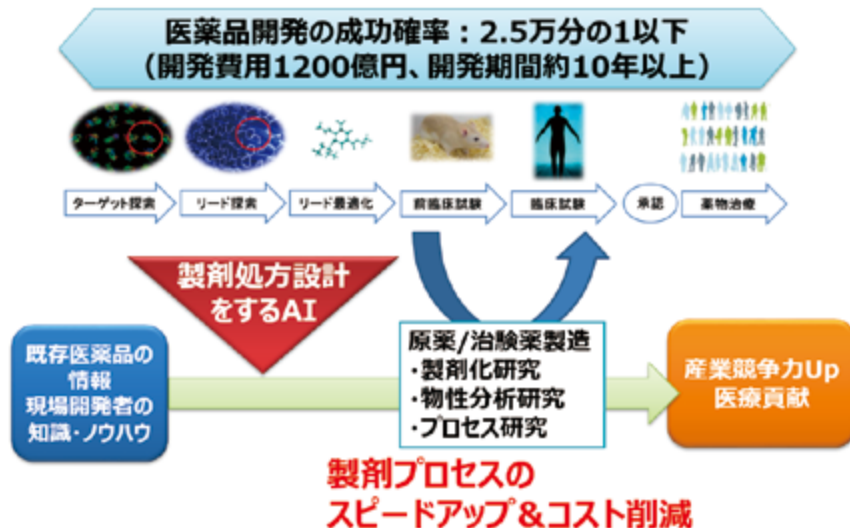 医薬品開発の成功確率：2.5万分の1以下
（開発費用1200億円、開発期間約10年以上）
ターゲット探索
リード探索
リード最適化
前臨床試験
臨床試験
承認
薬物治療
製剤処方設計
をするAI
既存医薬品の
情報
現場開発者の
知識・ノウハウ
原薬/治験薬製造
・製剤化研究
・物性分析研究
・プロセス研究
産業競争力Up
医療貢献
製剤プロセスの
スピードアップ＆コスト削減